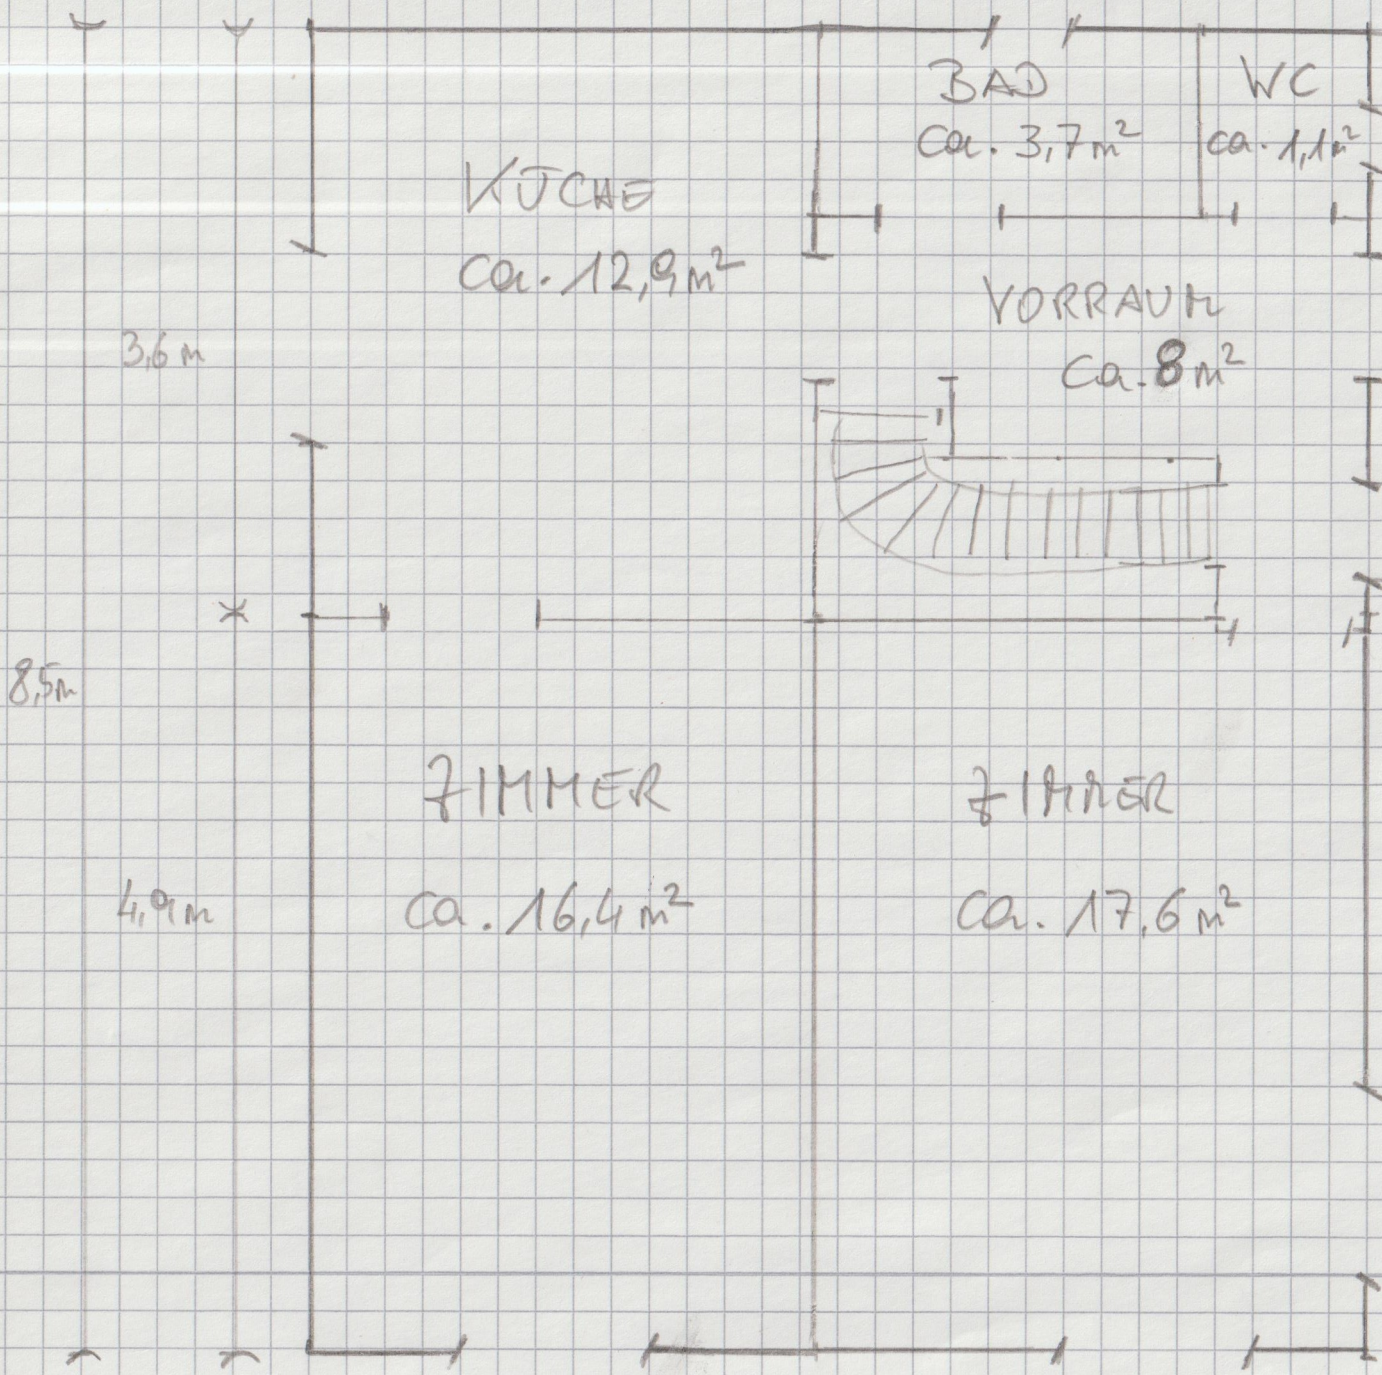 BAD
ca. 3,7m²
WC
ca. 1,1m²
KÜCHE
ca. 12,9m²
VORRAUM
ca. 8m²
3,6m
8,5m
ZIMMER
ca. 16,4m²
ZIMMER
ca. 17,6m²
4,9m